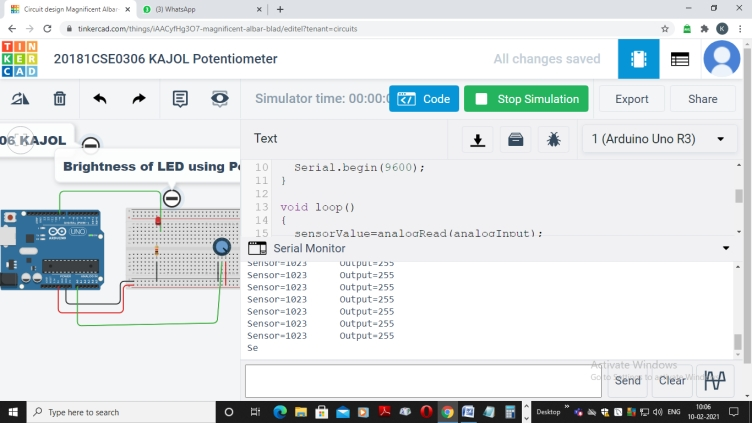 Circuit design Magnificent Albar
(3) WhatsApp
tinkercad.com/things/iAACyfHg3O7-magnificent-albar-blad/editel?tenant=circuits
K
TIN
KER
CAD
20181CSE0306 KAJOL Potentiometer
All changes saved
Simulator time: 00:00:0
Code
Stop Simulation
Export
Share
06 KAJOL
Text
1 (Arduino Uno R3)
Brightness of LED using Po
10 Serial.begin(9600);
11 }
12
13 void loop()
14 {
15 sensorValue=analogRead(analogInput);
UNO
ARDUINO
Serial Monitor
Sensor=1023 Output=255
Sensor=1023 Output=255
Sensor=1023 Output=255
Sensor=1023 Output=255
Sensor=1023 Output=255
Sensor=1023 Output=255
Sensor=1023 Output=255
Se
Activate Windows
Go to Settings to activate Windows.
Send
Clear
Type here to search
Desktop
ENG
10:06
10-02-2021